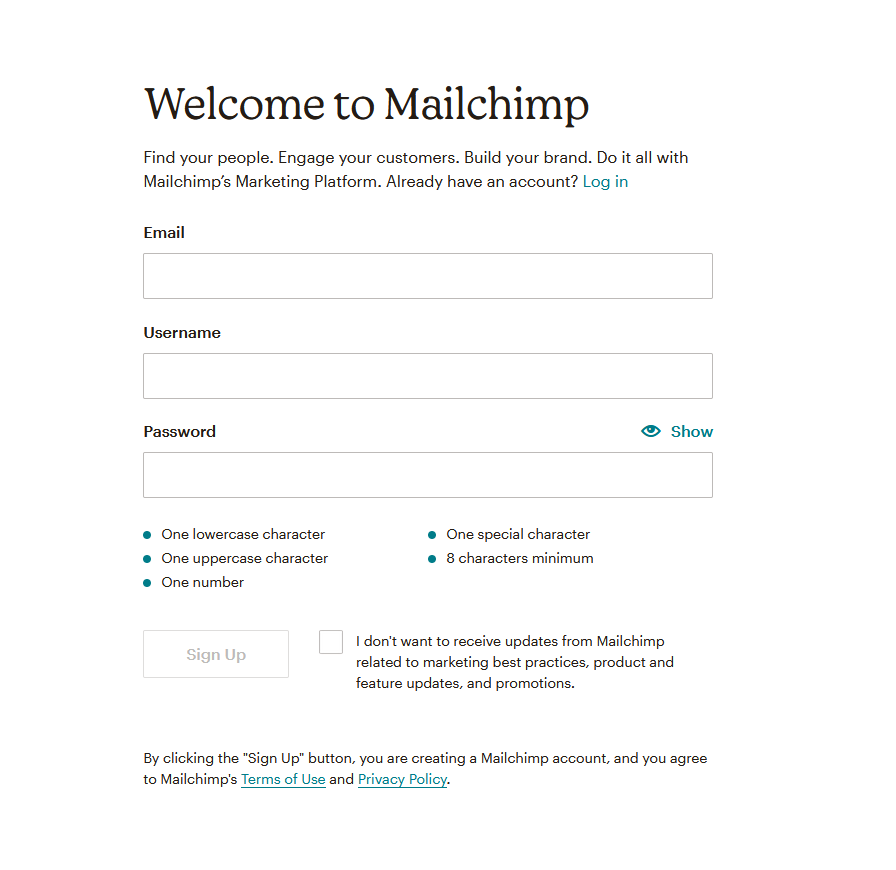 Welcome to Mailchimp
Find your people. Engage your customers. Build your brand. Do it all with
Mailchimp’s Marketing Platform. Already have an account? Log in
Email
Username
Password
Show
One lowercase character
One uppercase character
One number
One special character
8 characters minimum
Sign Up
I don't want to receive updates from Mailchimp
related to marketing best practices, product and
feature updates, and promotions.
By clicking the "Sign Up" button, you are creating a Mailchimp account, and you agree
to Mailchimp's Terms of Use and Privacy Policy.